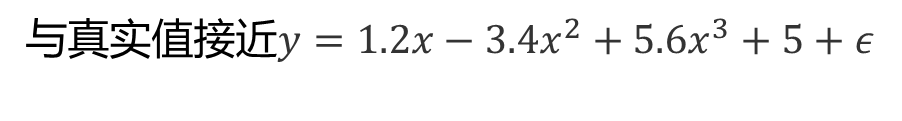 与真实值接近y = 1.2x − 3.4x² + 5.6x³ + 5 + ϵ